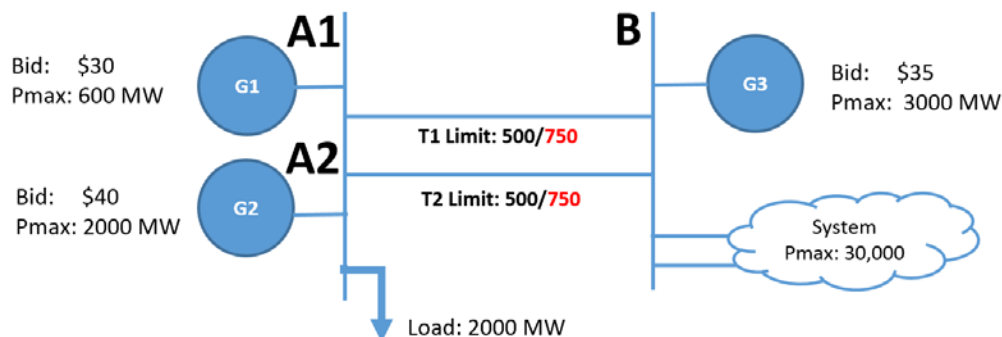 A1
B
Bid: $30
Pmax: 600 MW
G1
G3
Bid: $35
Pmax: 3000 MW
T1 Limit: 500/750
A2
T2 Limit: 500/750
Bid: $40
Pmax: 2000 MW
G2
System
Pmax: 30,000
Load: 2000 MW